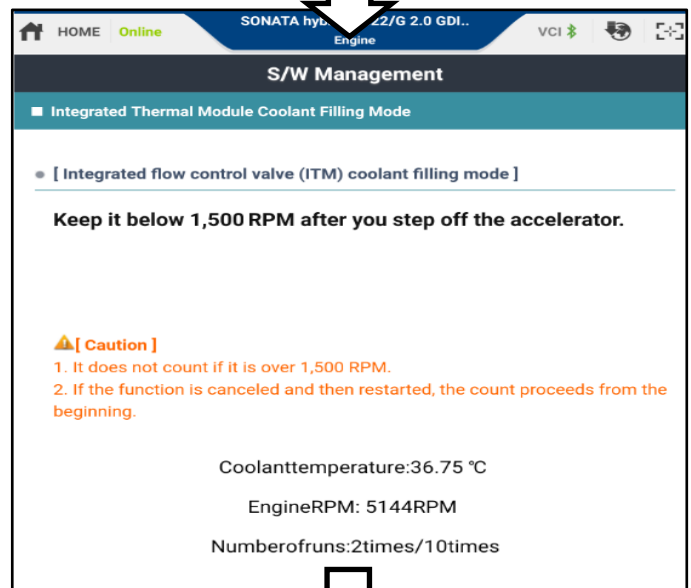 HOME Online SONATA hy 22/G 2.0 GDI.. VCI
Engine
S/W Management
Integrated Thermal Module Coolant Filling Mode
[ Integrated flow control valve (ITM) coolant filling mode ]
Keep it below 1,500 RPM after you step off the accelerator.
[ Caution ]
1. It does not count if it is over 1,500 RPM.
2. If the function is canceled and then restarted, the count proceeds from the
beginning.
Coolanttemperature:36.75 ℃
EngineRPM: 5144RPM
Numberofruns:2times/10times